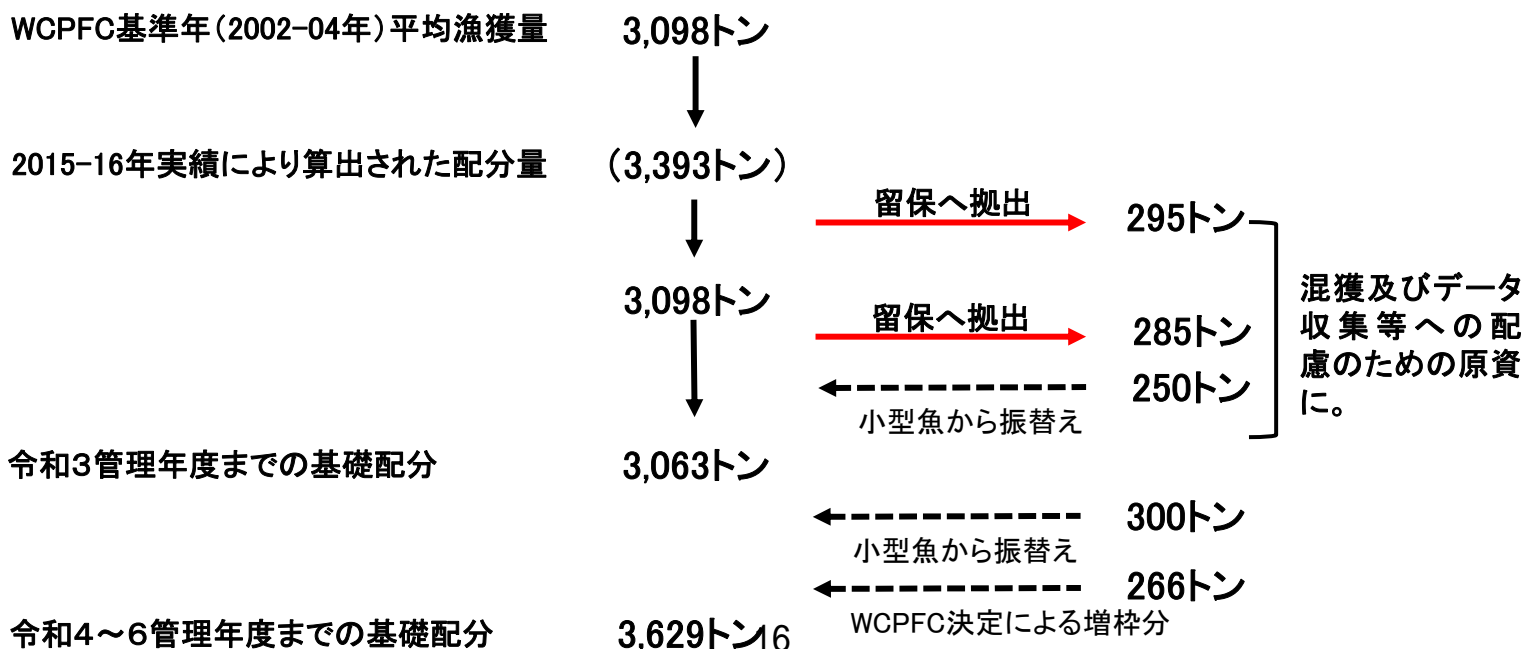 WCPFC基準年(2002-04年)平均漁獲量 3,098トン
2015-16年実績により算出された配分量 (3,393トン)
留保へ拠出 295トン
3,098トン
留保へ拠出 285トン
250トン
小型魚から振替え
混獲及びデータ
収集等への配
慮のための原資
に。
令和3管理年度までの基礎配分 3,063トン
300トン
小型魚から振替え
266トン
WCPFC決定による増枠分
令和4~6管理年度までの基礎配分 3,629トン
16